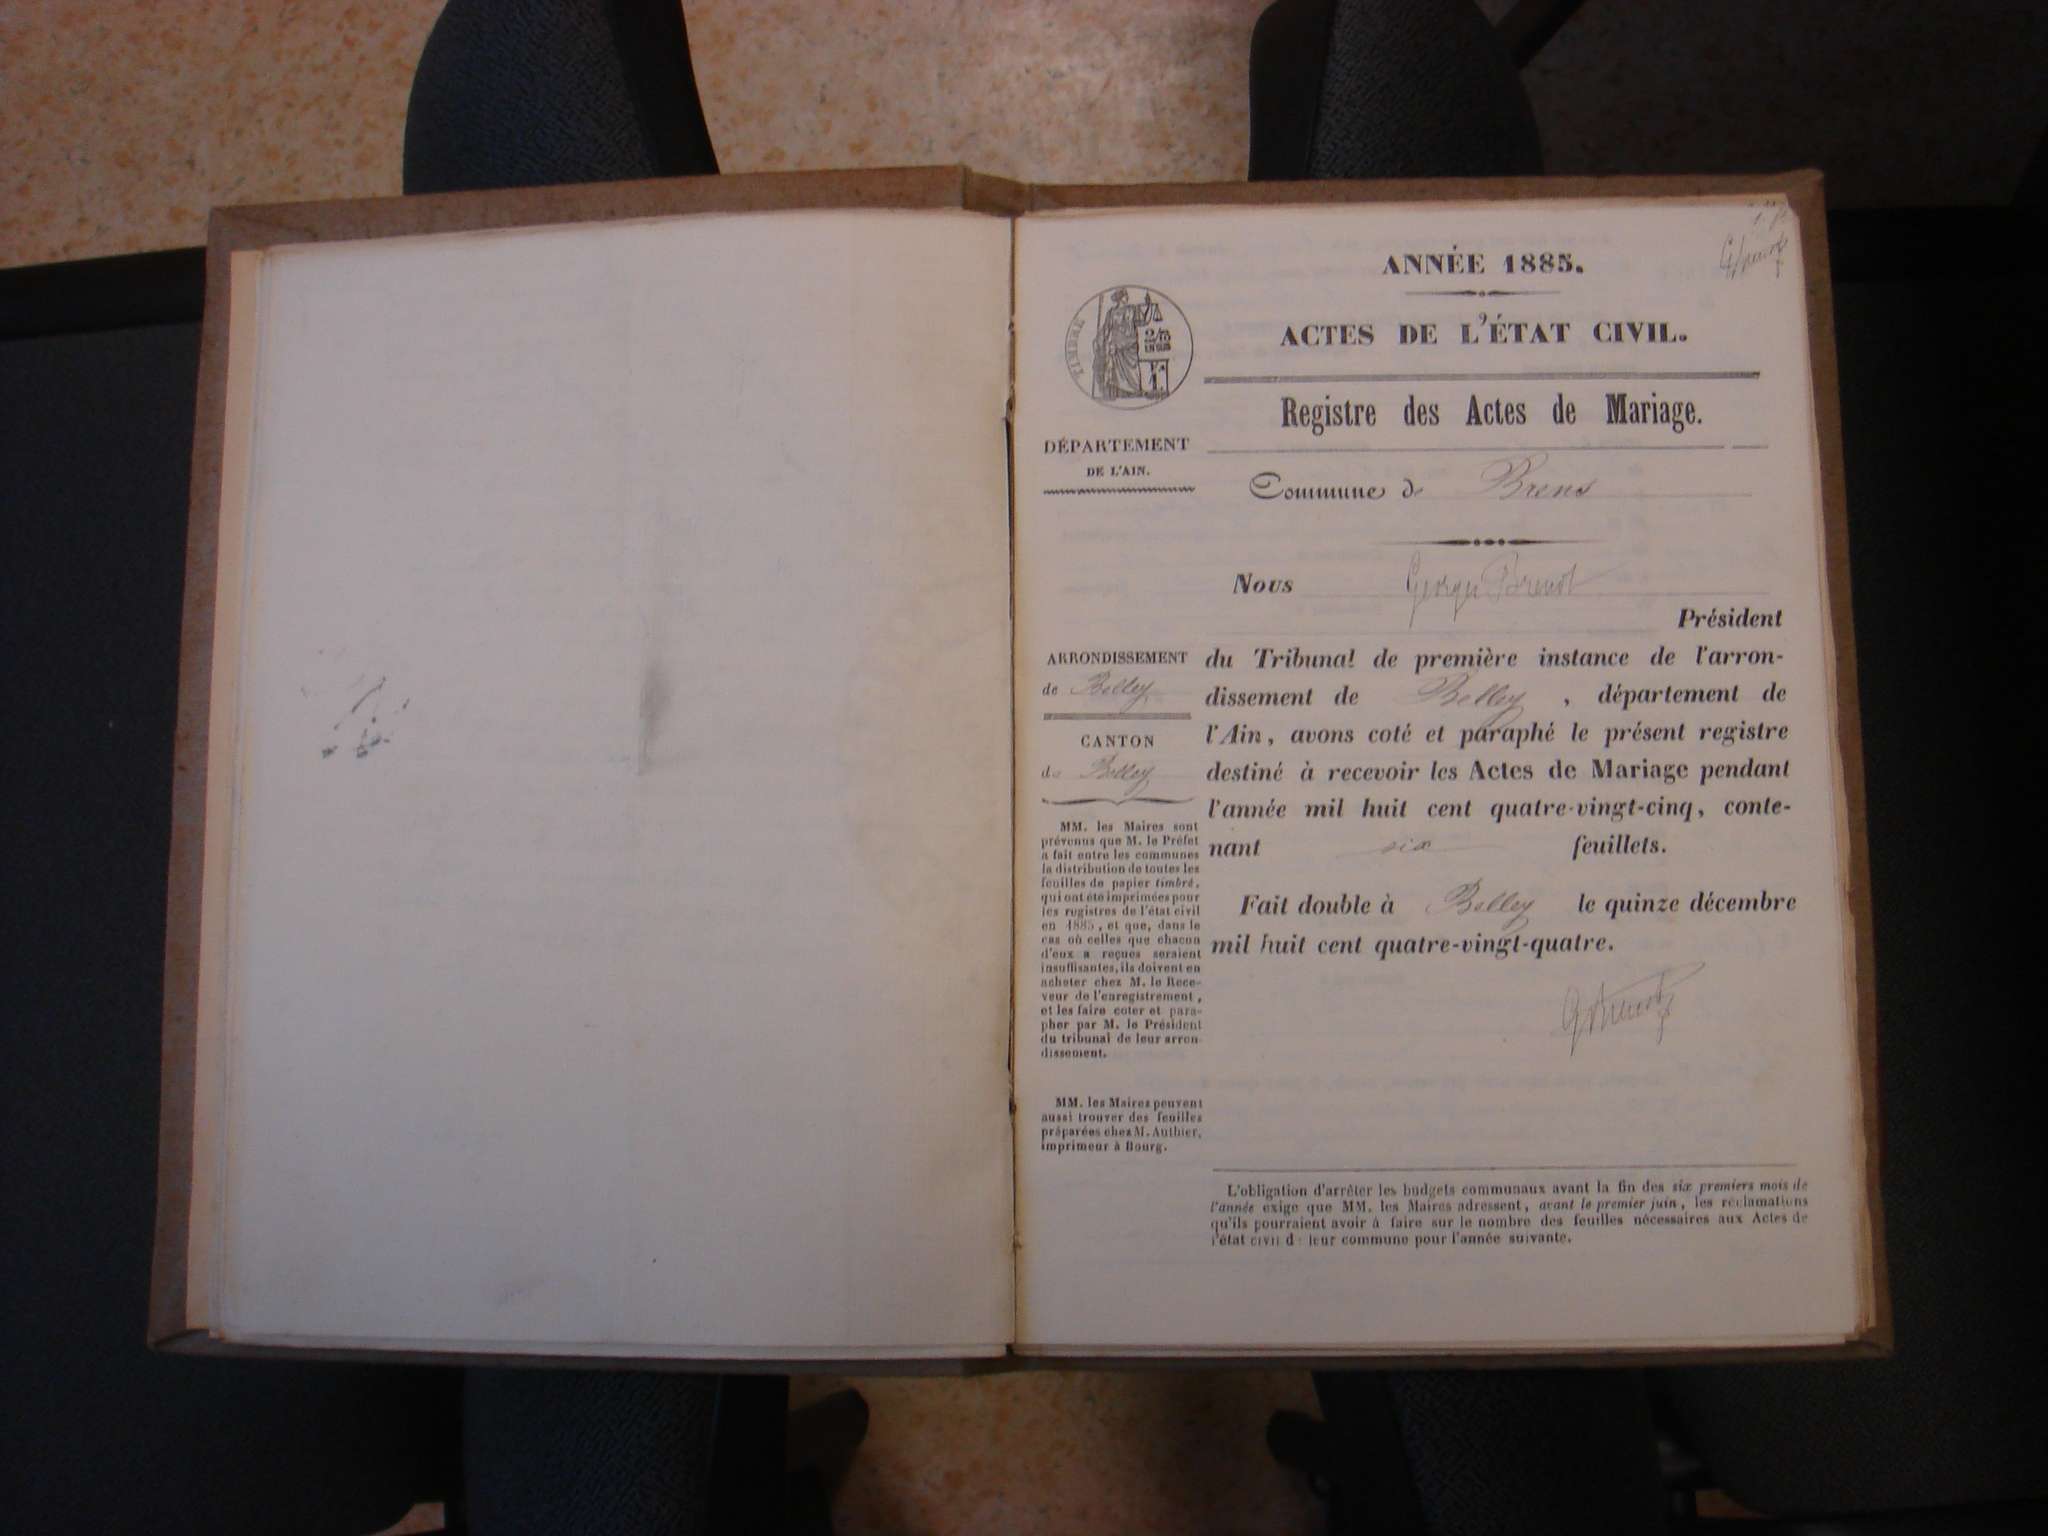 ANNÉE 1885.
ACTES DE L'ÉTAT CIVIL.
Registre des Actes de Mariage.
TIMBRE
DÉPARTEMENT
DE L'AIN.
Commune de Brens
Nous Georges Brenot
Président
du Tribunal de première instance de l'arron-
dissement de Belley, département de
l'Ain, avons coté et paraphé le présent registre
destiné à recevoir les Actes de Mariage pendant
l'année mil huit cent quatre-vingt-cinq, conte-
nant six feuillets.
Fait double à Belley le quinze décembre
mil huit cent quatre-vingt-quatre.
ARRONDISSEMENT
de Belley
CANTON
de Belley
MM. les Maires sont
prévenus que M. le Préfet
a fait entre les communes
la distribution de toutes les
feuilles de papier timbré,
qui ont été imprimées pour
les registres de l'état civil
en 1885, et que, dans le
cas où celles que chacun
d'eux a reçues seraient
insuffisantes, ils doivent en
acheter chez M. le Rece-
veur de l'enregistrement,
et les faire coter et para-
pher par M. le Président
du tribunal de leur arron-
dissement.
MM. les Maires peuvent
aussi trouver des feuilles
préparées chez M. Authier,
imprimeur à Bourg.
L'obligation d'arrêter les budgets communaux avant la fin des six premiers mois de
l'année exige que MM. les Maires adressent, avant le premier juin, les réclamations
qu'ils pourraient avoir à faire sur le nombre des feuilles nécessaires aux Actes de
l'état civil de leur commune pour l'année suivante.